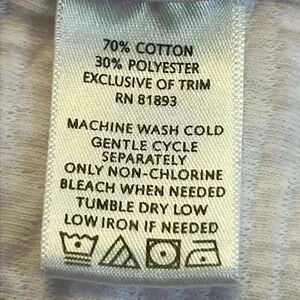 70% COTTON
30% POLYESTER
EXCLUSIVE OF TRIM
RN 81893
MACHINE WASH COLD
GENTLE CYCLE
SEPARATELY
ONLY NON-CHLORINE
BLEACH WHEN NEEDED
TUMBLE DRY LOW
LOW IRON IF NEEDED